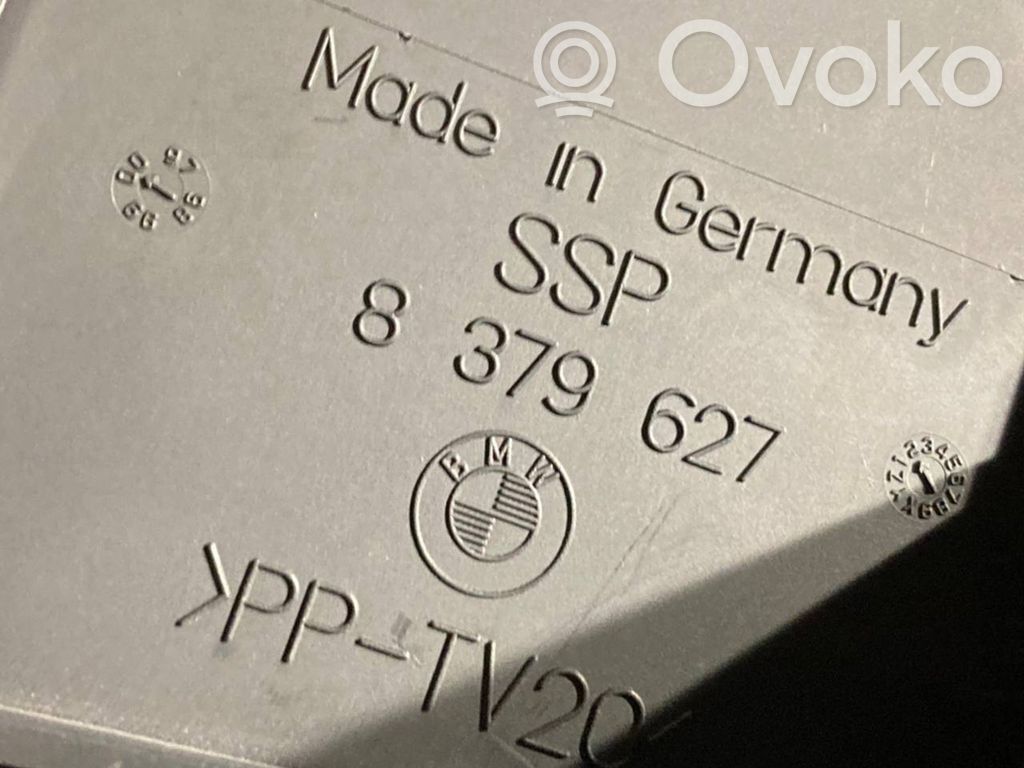 Ovoko
Made in Germany
SSP
8 379 627
BMW
>PP-TV20